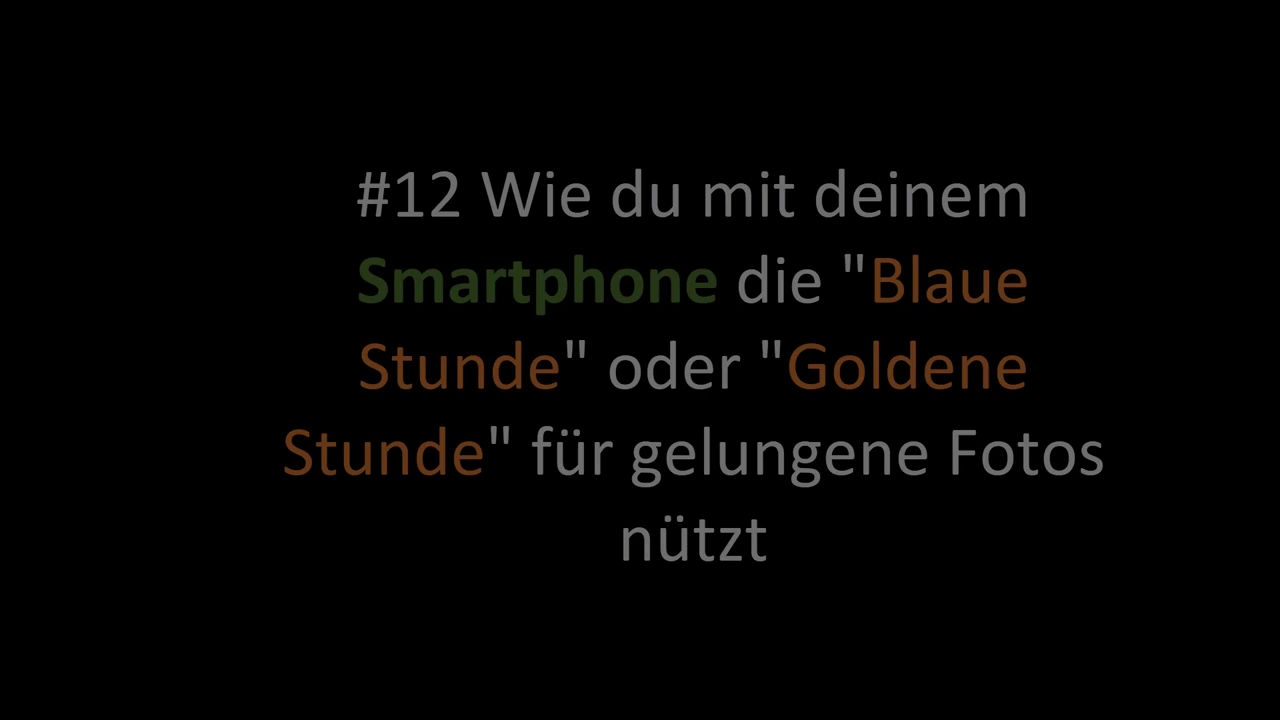 #12 Wie du mit deinem
Smartphone die "Blaue
Stunde" oder "Goldene
Stunde" für gelungene Fotos
nützt